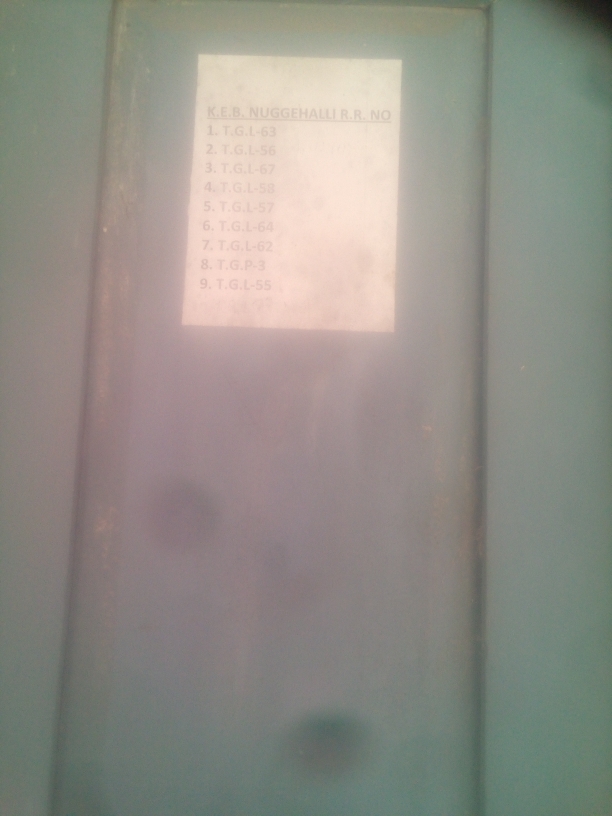 K.E.B. NUGGEHALLI R.R. NO
1. T.G.L-63
2. T.G.L-56
3. T.G.L-67
4. T.G.L-58
5. T.G.L-57
6. T.G.L-64
7. T.G.L-62
8. T.G.P-3
9. T.G.L-55